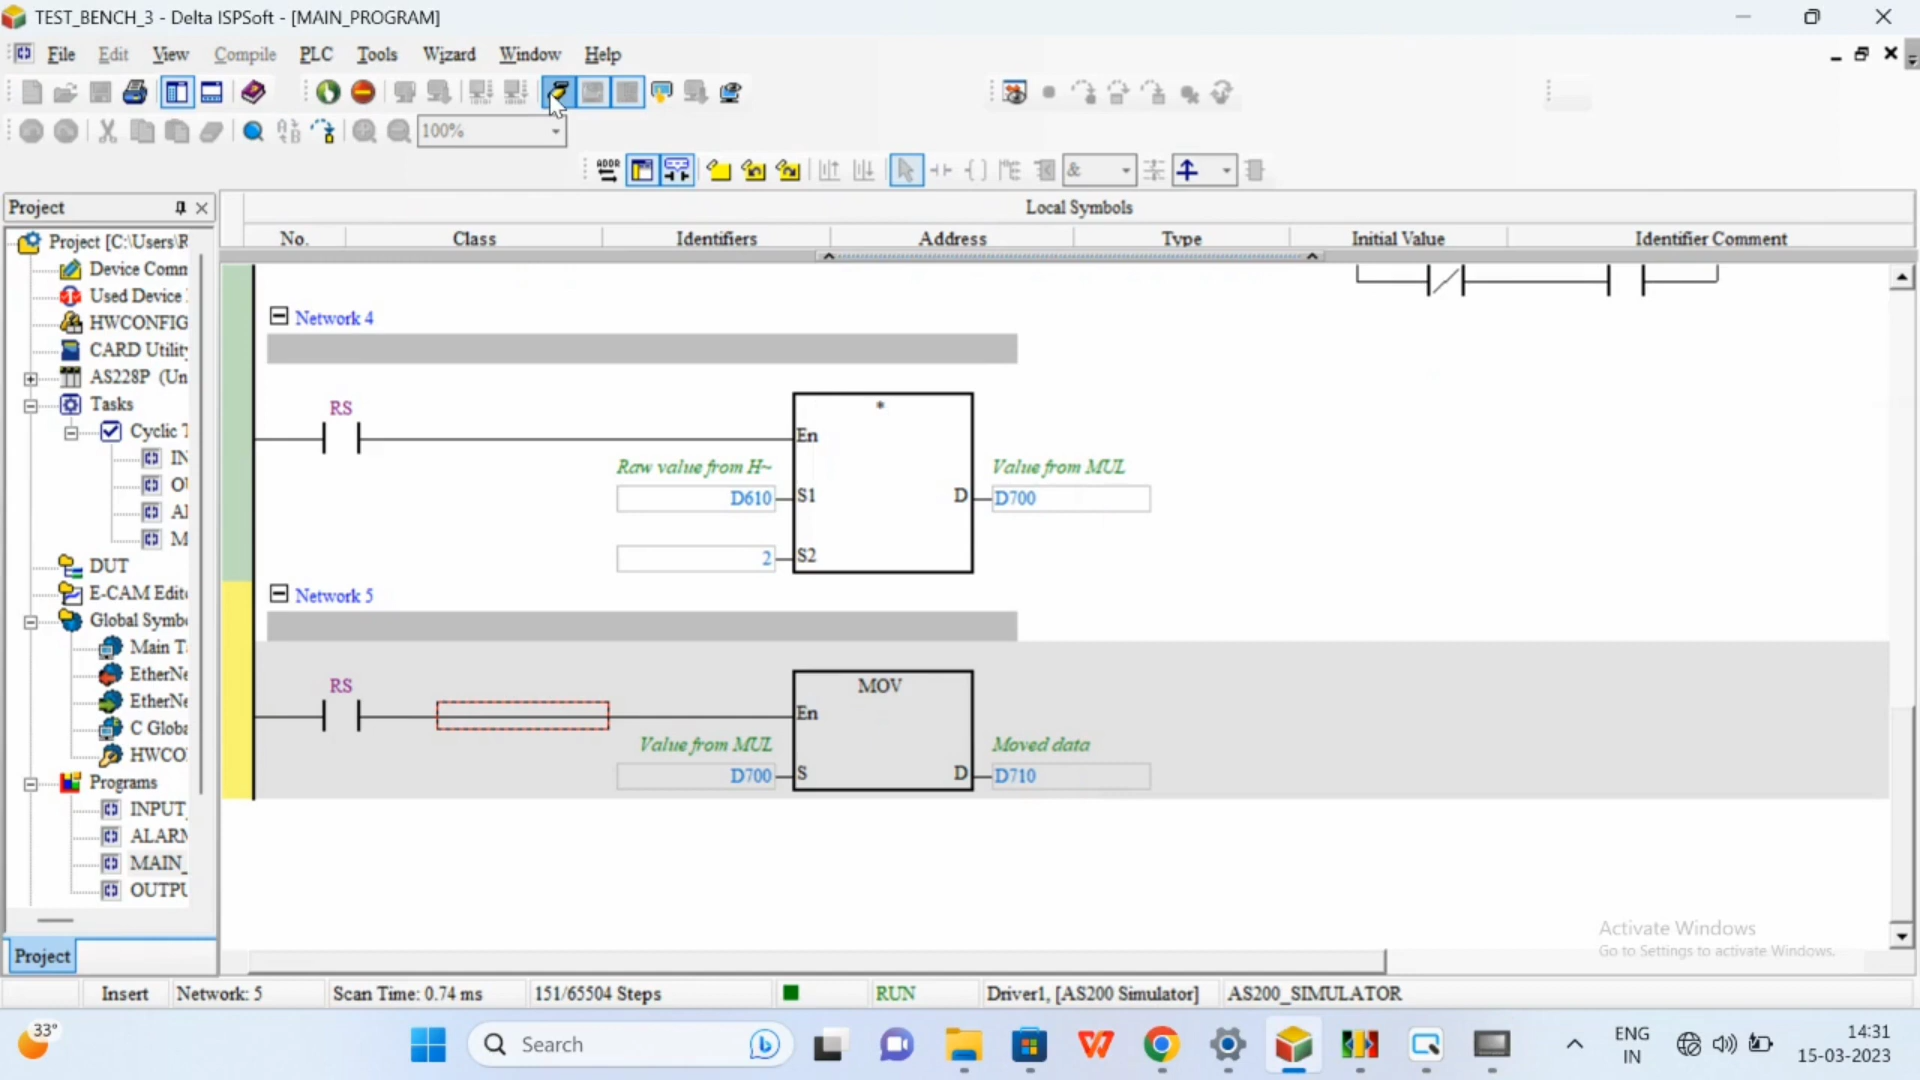 TEST_BENCH_3 - Delta ISPSoft - [MAIN_PROGRAM]
File Edit View Compile PLC Tools Wizard Window Help
100%
ADDR
&
Project
Local Symbols
No. Class Identifiers Address Type Initial Value Identifier Comment
Project [C:\Users\R
Device Comm
Used Device
HWCONFIG
CARD Utility
AS228P (Un
Tasks
Cyclic T
IN
O
AI
M
DUT
E-CAM Edit
Global Symb
Main T
EtherNe
EtherNe
C Globa
HWCO
Programs
INPUT_
ALARM
MAIN_
OUTPU
Project
Network 4
RS
*
En
Raw value from H~
D610 S1
Value from MUL
D D700
2 S2
Network 5
RS
MOV
En
Value from MUL
D700 S
Moved data
D D710
Activate Windows
Go to Settings to activate Windows.
Insert Network: 5 Scan Time: 0.74 ms 151/65504 Steps RUN Driver1, [AS200 Simulator] AS200_SIMULATOR
33°
Search
ENG
IN
14:31
15-03-2023